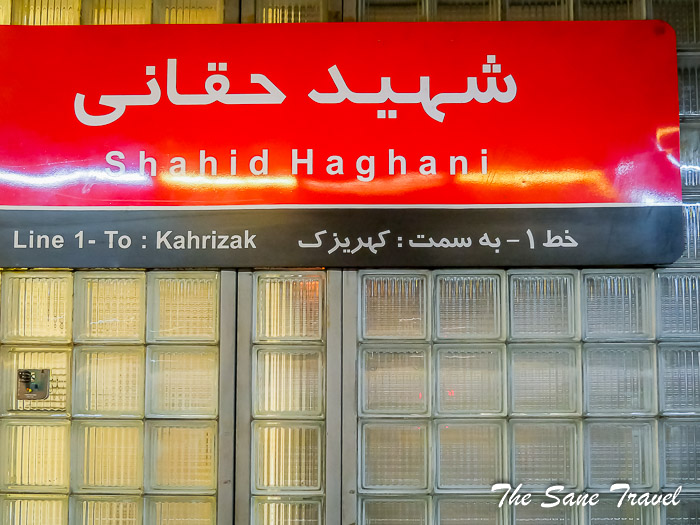 شهید حقانی
Shahid Haghani
Line 1- To : Kahrizak
خط ۱ - به سمت : کهریزک
The Sane Travel